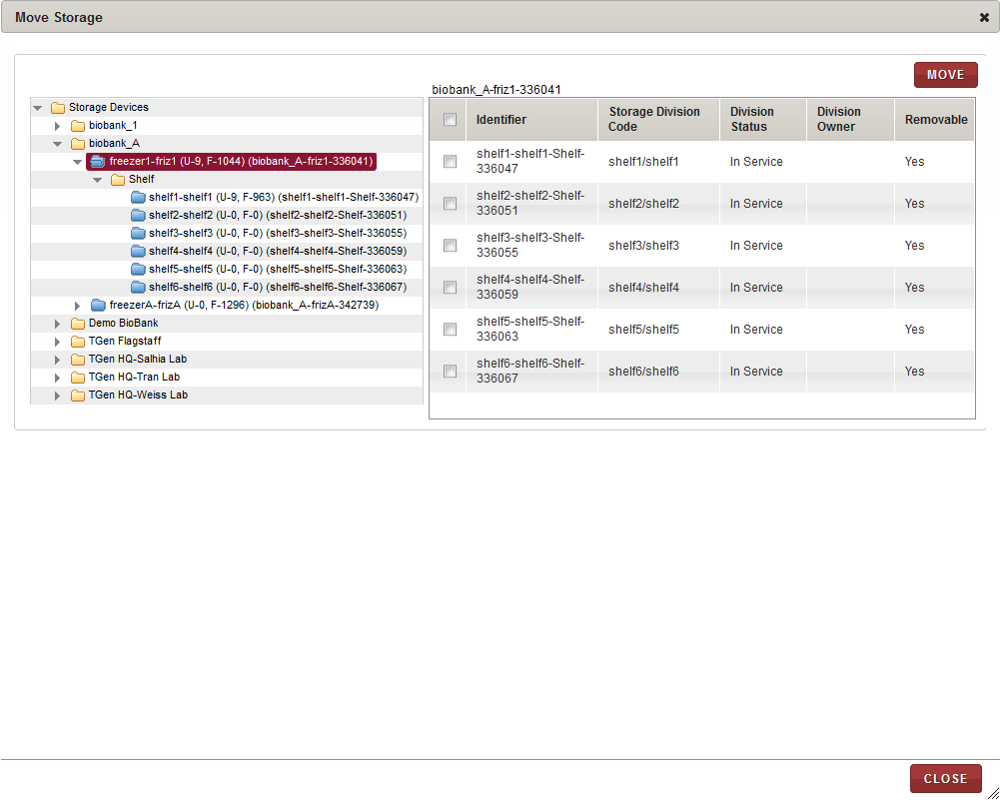 Move Storage
MOVE
Storage Devices
biobank_1
biobank_A
freezer1-friz1 (U-9, F-1044) (biobank_A-friz1-336041)
Shelf
shelf1-shelf1 (U-9, F-963) (shelf1-shelf1-Shelf-336047)
shelf2-shelf2 (U-0, F-0) (shelf2-shelf2-Shelf-336051)
shelf3-shelf3 (U-0, F-0) (shelf3-shelf3-Shelf-336055)
shelf4-shelf4 (U-0, F-0) (shelf4-shelf4-Shelf-336059)
shelf5-shelf5 (U-0, F-0) (shelf5-shelf5-Shelf-336063)
shelf6-shelf6 (U-0, F-0) (shelf6-shelf6-Shelf-336067)
freezerA-frizA (U-0, F-1296) (biobank_A-frizA-342739)
Demo BioBank
TGen Flagstaff
TGen HQ-Salhia Lab
TGen HQ-Tran Lab
TGen HQ-Weiss Lab
biobank_A-friz1-336041
Identifier
Storage Division
Code
Division
Status
Division
Owner
Removable
shelf1-shelf1-Shelf-
336047
shelf1/shelf1
In Service
Yes
shelf2-shelf2-Shelf-
336051
shelf2/shelf2
In Service
Yes
shelf3-shelf3-Shelf-
336055
shelf3/shelf3
In Service
Yes
shelf4-shelf4-Shelf-
336059
shelf4/shelf4
In Service
Yes
shelf5-shelf5-Shelf-
336063
shelf5/shelf5
In Service
Yes
shelf6-shelf6-Shelf-
336067
shelf6/shelf6
In Service
Yes
CLOSE